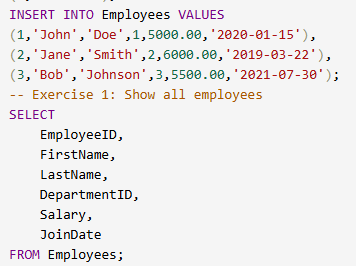 INSERT INTO Employees VALUES
(1,'John','Doe',1,5000.00,'2020-01-15'),
(2,'Jane','Smith',2,6000.00,'2019-03-22'),
(3,'Bob','Johnson',3,5500.00,'2021-07-30');
-- Exercise 1: Show all employees
SELECT
    EmployeeID,
    FirstName,
    LastName,
    DepartmentID,
    Salary,
    JoinDate
FROM Employees;